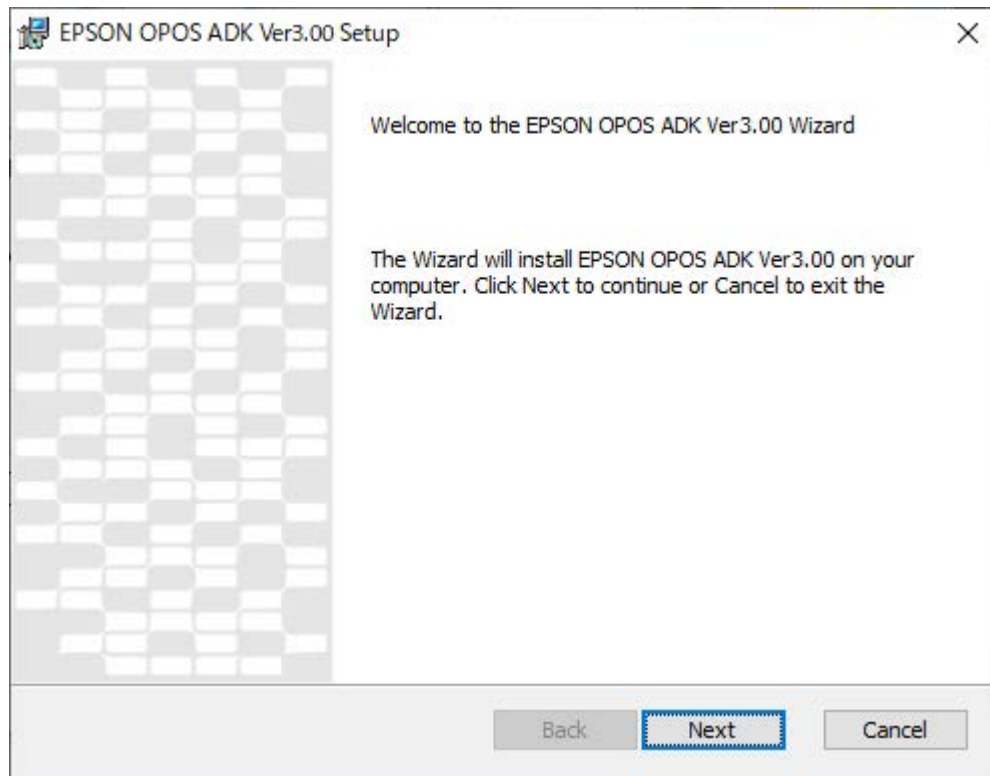 EPSON OPOS ADK Ver3.00 Setup
Welcome to the EPSON OPOS ADK Ver3.00 Wizard
The Wizard will install EPSON OPOS ADK Ver3.00 on your
computer. Click Next to continue or Cancel to exit the
Wizard.
Back Next Cancel